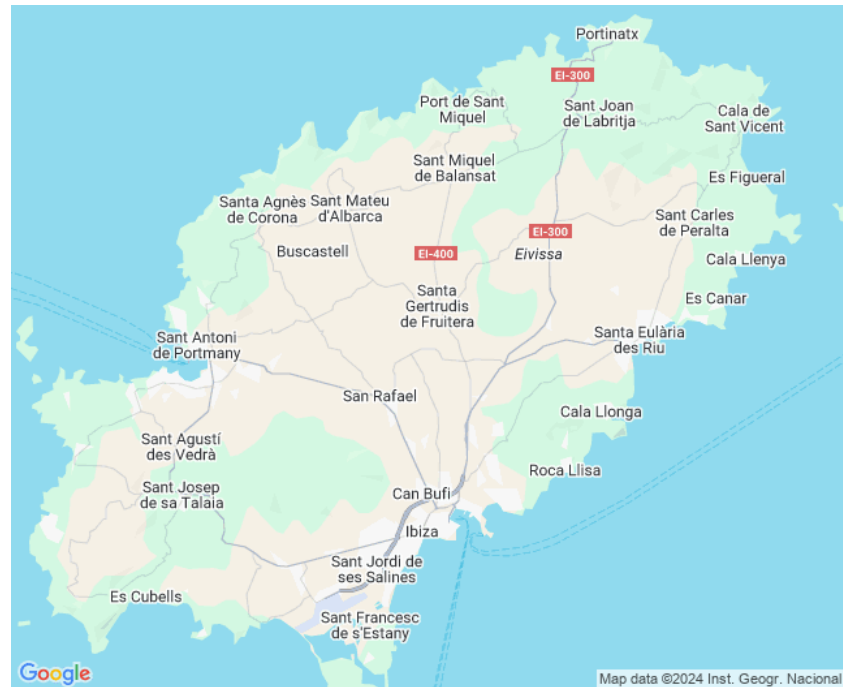 Portinatx
EI-300
Port de Sant
Miquel
Sant Joan
de Labritja
Cala de
Sant Vicent
Sant Miquel
de Balansat
Es Figueral
Santa Agnès
de Corona
Sant Mateu
d'Albarca
Sant Carles
de Peralta
EI-300
Buscastell
EI-400
Eivissa
Cala Llenya
Santa
Gertrudis
de Fruitera
Es Canar
Sant Antoni
de Portmany
Santa Eulària
des Riu
San Rafael
Cala Llonga
Sant Agustí
des Vedrà
Roca Llisa
Sant Josep
de sa Talaia
Can Bufi
Ibiza
Sant Jordi de
ses Salines
Es Cubells
Sant Francesc
de s'Estany
Google
Map data ©2024 Inst. Geogr. Nacional